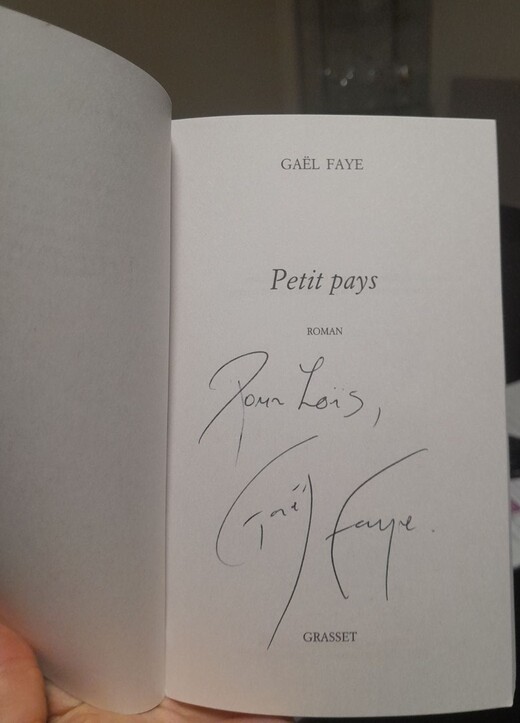 GAËL FAYE
Petit pays
ROMAN
Pour Loïs,
Gaël Faye.
GRASSET